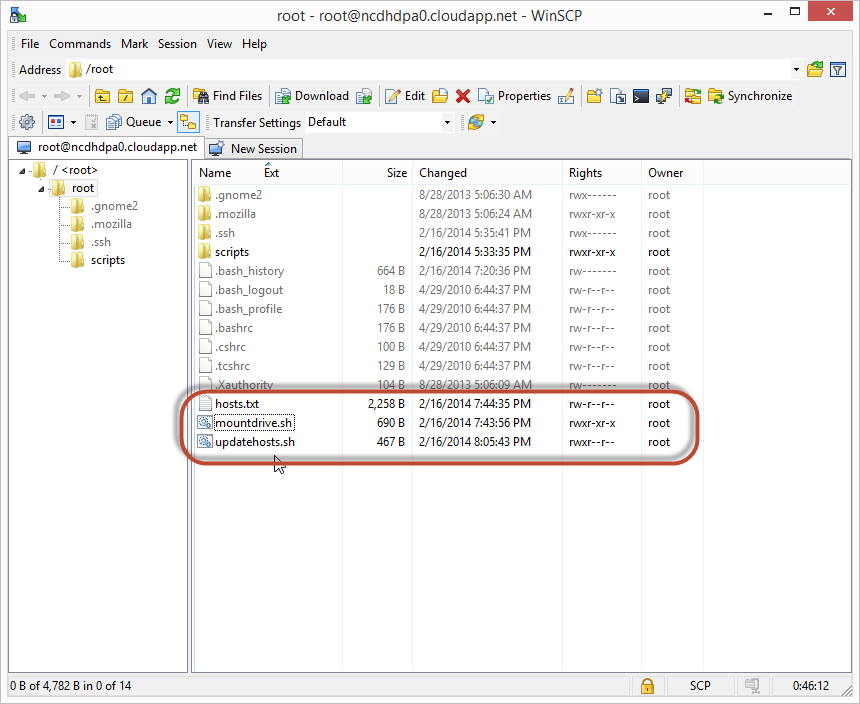 root - root@ncdhdpa0.cloudapp.net - WinSCP
File Commands Mark Session View Help
Address /root
Find Files Download Edit Properties Synchronize
Queue Transfer Settings Default
root@ncdhdpa0.cloudapp.net New Session
/ <root>
root
.gnome2
.mozilla
.ssh
scripts
Name Ext Size Changed Rights Owner
.gnome2 8/28/2013 5:06:30 AM rwx------ root
.mozilla 8/28/2013 5:06:24 AM rwxr-xr-x root
.ssh 2/16/2014 5:35:41 PM rwx------ root
scripts 2/16/2014 5:33:35 PM rwxr-xr-x root
.bash_history 664 B 2/16/2014 7:20:36 PM rw------- root
.bash_logout 18 B 4/29/2010 6:44:37 PM rw-r--r-- root
.bash_profile 176 B 4/29/2010 6:44:37 PM rw-r--r-- root
.bashrc 176 B 4/29/2010 6:44:37 PM rw-r--r-- root
.cshrc 100 B 4/29/2010 6:44:37 PM rw-r--r-- root
.tcshrc 129 B 4/29/2010 6:44:37 PM rw-r--r-- root
.Xauthority 104 B 8/28/2013 5:06:09 AM rw------- root
hosts.txt 2,258 B 2/16/2014 7:44:35 PM rw-r--r-- root
mountdrive.sh 690 B 2/16/2014 7:43:56 PM rwxr-xr-x root
updatehosts.sh 467 B 2/16/2014 8:05:43 PM rwxr--r-- root
0 B of 4,782 B in 0 of 14 SCP 0:46:12